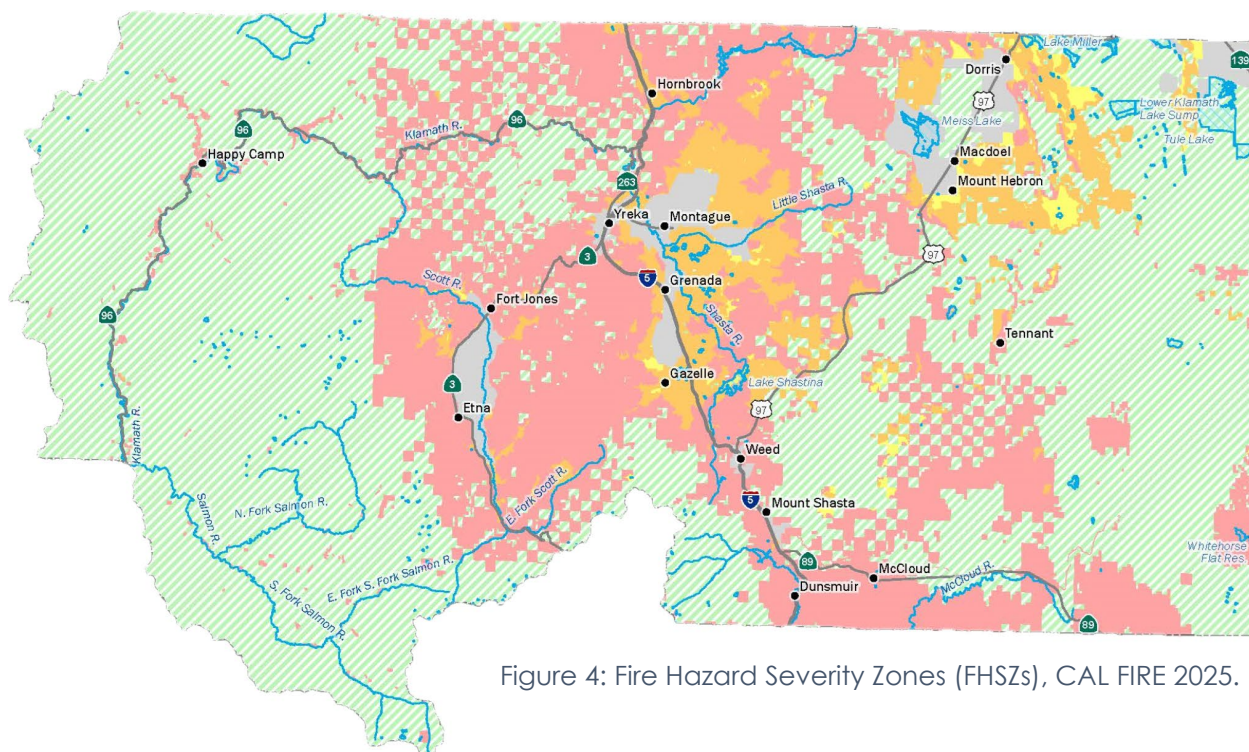 Lake Miller
139
Dorris
Hornbrook
97
Lower Klamath
Lake Sump
Meiss Lake
96
96
Klamath R.
Tule Lake
Happy Camp
Macdoel
263
Mount Hebron
Little Shasta R.
Yreka
Montague
97
3
5
Scott R.
Grenada
Fort Jones
96
Shasta R.
Tennant
3
Gazelle
Lake Shastina
Etna
97
Klamath R.
Weed
E. Fork Scott R.
Salmon R.
5
N. Fork Salmon R.
Mount Shasta
Whitehorse
Flat Res.
89
McCloud
E. Fork S. Fork Salmon R.
McCloud R.
Dunsmuir
S. Fork Salmon R.
89
Figure 4: Fire Hazard Severity Zones (FHSZs), CAL FIRE 2025.